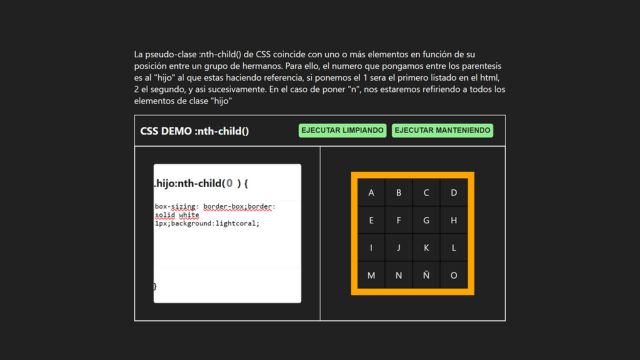 La pseudo-clase :nth-child() de CSS coincide con uno o más elementos en función de su
posición entre un grupo de hermanos. Para ello, el numero que pongamos entre los parentesis
es al "hijo" al que estas haciendo referencia, si ponemos el 1 sera el primero listado en el html,
2 el segundo, y asi sucesivamente. En el caso de poner "n", nos estaremos refiriendo a todos los
elementos de clase "hijo"
CSS DEMO :nth-child()
EJECUTAR LIMPIANDO
EJECUTAR MANTENIENDO
.hijo:nth-child(0 ) {
box-sizing: border-box;border:
solid white
1px;background:lightcoral;
}
A B C D
E F G H
I J K L
M N Ñ O